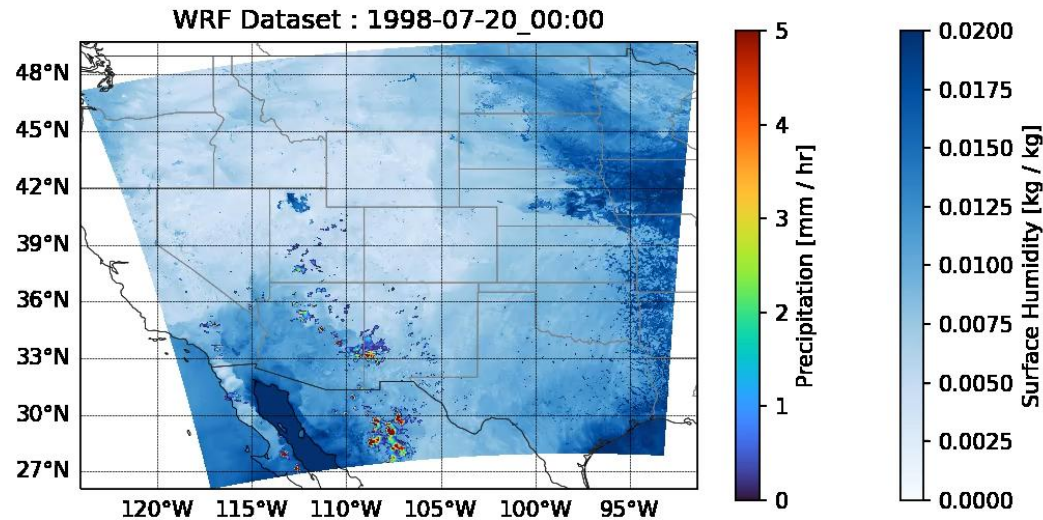 WRF Dataset : 1998-07-20_00:00
48°N
45°N
42°N
39°N
36°N
33°N
30°N
27°N
120°W 115°W 110°W 105°W 100°W 95°W
5
4
3
2
1
0
Precipitation [mm / hr]
0.0200
0.0175
0.0150
0.0125
0.0100
0.0075
0.0050
0.0025
0.0000
Surface Humidity [kg / kg]